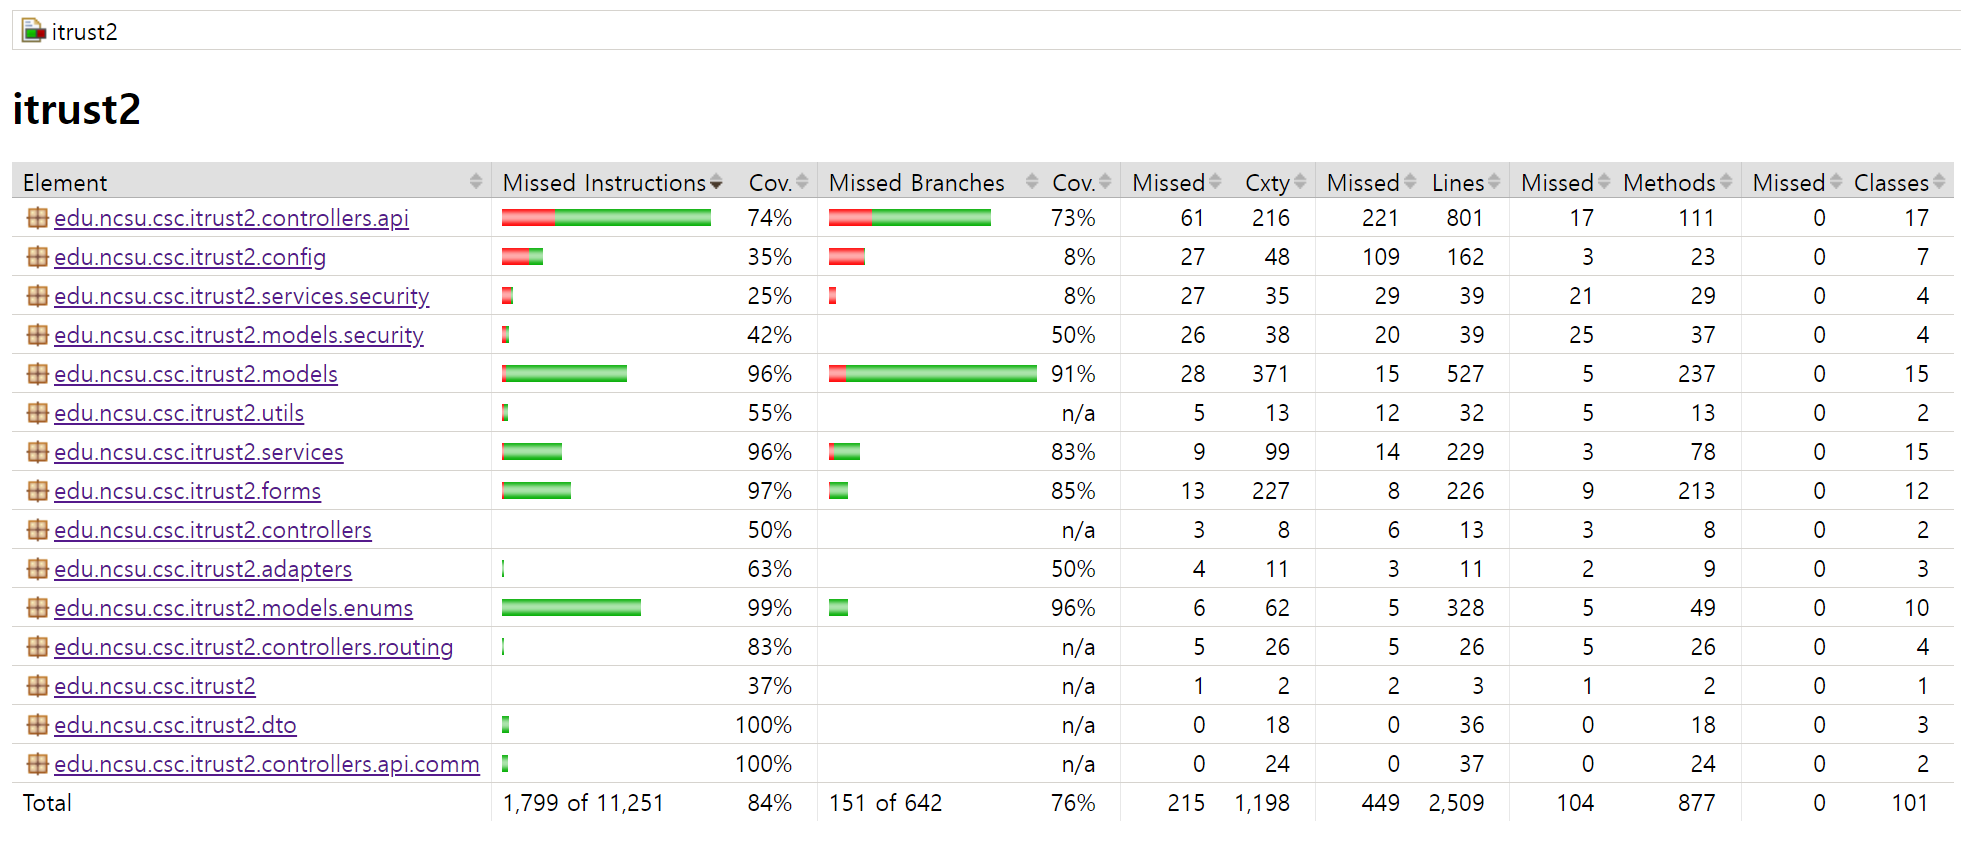 itrust2
itrust2
Element Missed Instructions Cov. Missed Branches Cov. Missed Cxty Missed Lines Missed Methods Missed Classes
edu.ncsu.csc.itrust2.controllers.api 74% 73% 61 216 221 801 17 111 0 17
edu.ncsu.csc.itrust2.config 35% 8% 27 48 109 162 3 23 0 7
edu.ncsu.csc.itrust2.services.security 25% 8% 27 35 29 39 21 29 0 4
edu.ncsu.csc.itrust2.models.security 42% 50% 26 38 20 39 25 37 0 4
edu.ncsu.csc.itrust2.models 96% 91% 28 371 15 527 5 237 0 15
edu.ncsu.csc.itrust2.utils 55% n/a 5 13 12 32 5 13 0 2
edu.ncsu.csc.itrust2.services 96% 83% 9 99 14 229 3 78 0 15
edu.ncsu.csc.itrust2.forms 97% 85% 13 227 8 226 9 213 0 12
edu.ncsu.csc.itrust2.controllers 50% n/a 3 8 6 13 3 8 0 2
edu.ncsu.csc.itrust2.adapters 63% 50% 4 11 3 11 2 9 0 3
edu.ncsu.csc.itrust2.models.enums 99% 96% 6 62 5 328 5 49 0 10
edu.ncsu.csc.itrust2.controllers.routing 83% n/a 5 26 5 26 5 26 0 4
edu.ncsu.csc.itrust2 37% n/a 1 2 2 3 1 2 0 1
edu.ncsu.csc.itrust2.dto 100% n/a 0 18 0 36 0 18 0 3
edu.ncsu.csc.itrust2.controllers.api.comm 100% n/a 0 24 0 37 0 24 0 2
Total 1,799 of 11,251 84% 151 of 642 76% 215 1,198 449 2,509 104 877 0 101